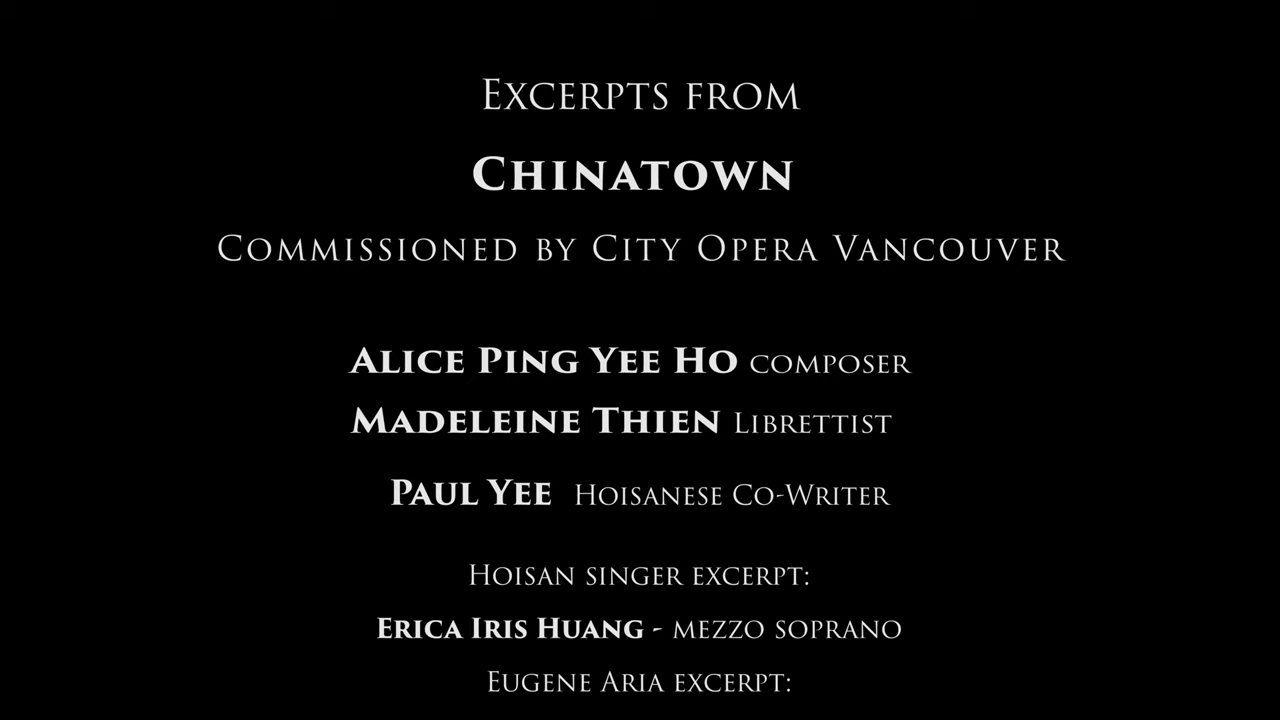 Excerpts from
Chinatown
Commissioned by City Opera Vancouver
Alice Ping Yee Ho composer
Madeleine Thien Librettist
Paul Yee Hoisanese Co-Writer
Hoisan singer excerpt:
Erica Iris Huang - mezzo soprano
Eugene Aria excerpt: